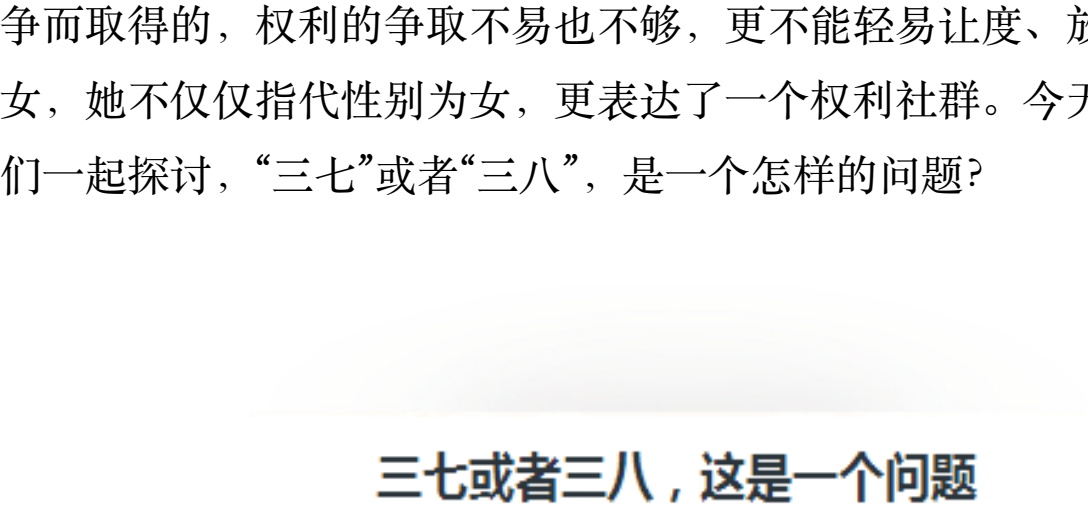 争而取得的，权利的争取不易也不够，更不能轻易让度、放
女，她不仅仅指代性别为女，更表达了一个权利社群。今天
们一起探讨，“三七”或者“三八”，是一个怎样的问题？
三七或者三八，这是一个问题